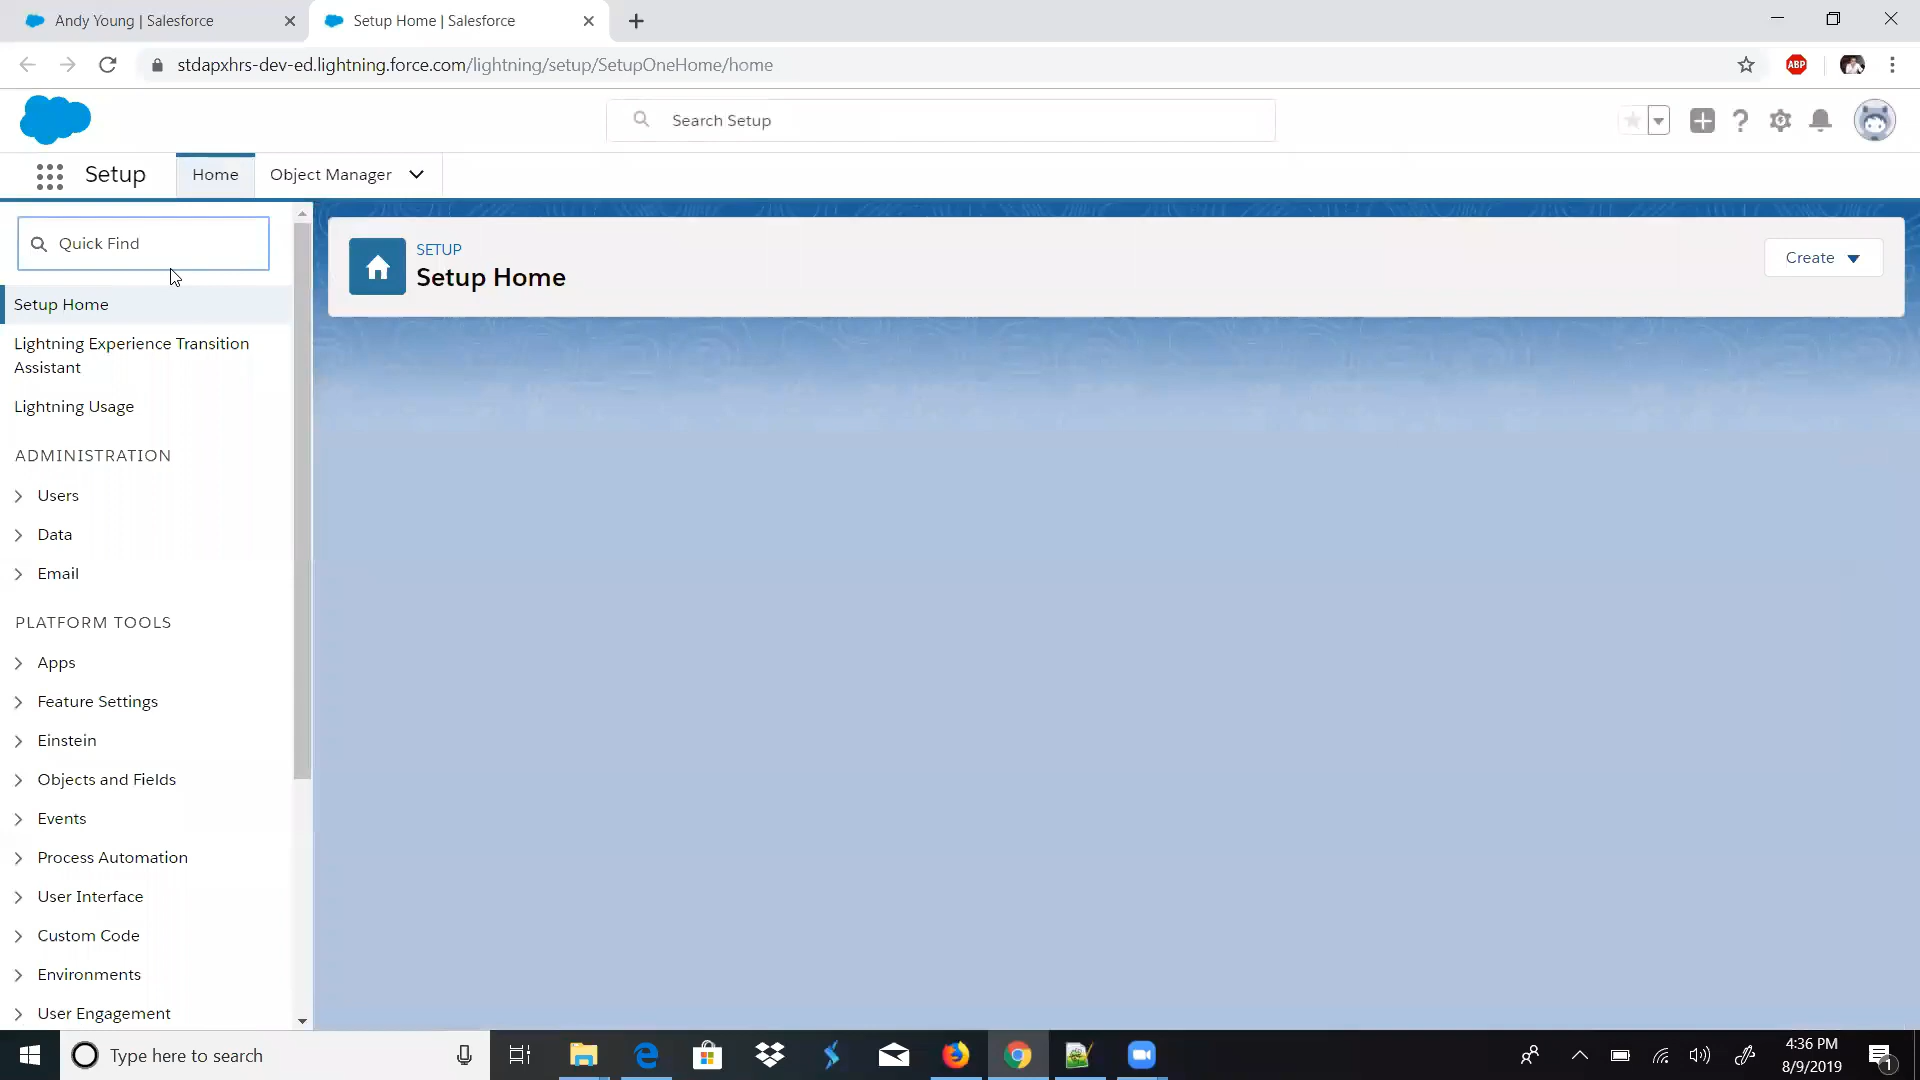 Andy Young | Salesforce
Setup Home | Salesforce
stdapxhrs-dev-ed.lightning.force.com/lightning/setup/SetupOneHome/home
ABP
Search Setup
Setup
Home
Object Manager
Quick Find
Setup Home
Lightning Experience Transition
Assistant
Lightning Usage
ADMINISTRATION
Users
Data
Email
PLATFORM TOOLS
Apps
Feature Settings
Einstein
Objects and Fields
Events
Process Automation
User Interface
Custom Code
Environments
User Engagement
SETUP
Setup Home
Create
Type here to search
4:36 PM
8/9/2019
1